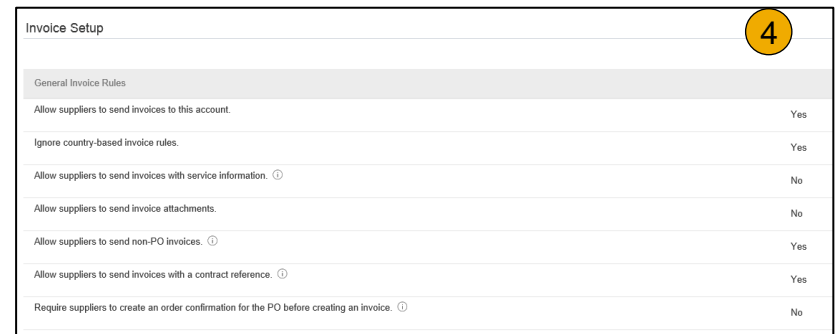 Invoice Setup
4
General Invoice Rules
Allow suppliers to send invoices to this account. Yes
Ignore country-based invoice rules. Yes
Allow suppliers to send invoices with service information. ⓘ No
Allow suppliers to send invoice attachments. No
Allow suppliers to send non-PO invoices. ⓘ Yes
Allow suppliers to send invoices with a contract reference. ⓘ Yes
Require suppliers to create an order confirmation for the PO before creating an invoice. ⓘ No